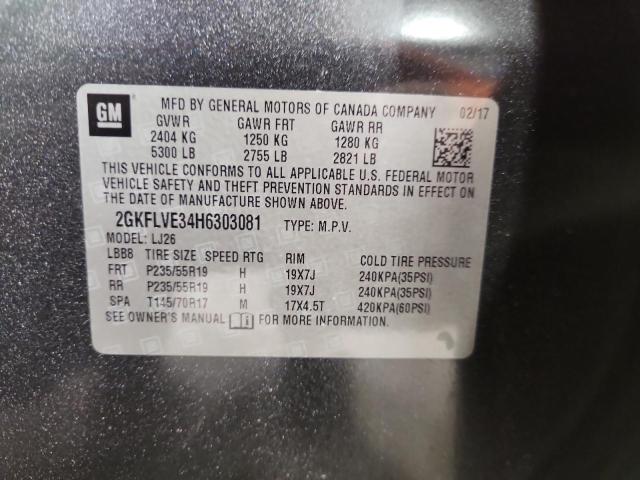 GM
MFD BY GENERAL MOTORS OF CANADA COMPANY 02/17
GVWR GAWR FRT GAWR RR
2404 KG 1250 KG 1280 KG
5300 LB 2755 LB 2821 LB
THIS VEHICLE CONFORMS TO ALL APPLICABLE U.S. FEDERAL MOTOR
VEHICLE SAFETY AND THEFT PREVENTION STANDARDS IN EFFECT ON
THE DATE OF MANUFACTURE SHOWN ABOVE.
2GKFLVE34H6303081 TYPE: M.P.V.
MODEL: LJ26
LBB8 TIRE SIZE SPEED RTG RIM COLD TIRE PRESSURE
FRT P235/55R19 H 19X7J 240KPA(35PSI)
RR P235/55R19 H 19X7J 240KPA(35PSI)
SPA T145/70R17 M 17X4.5T 420KPA(60PSI)
SEE OWNER'S MANUAL FOR MORE INFORMATION.